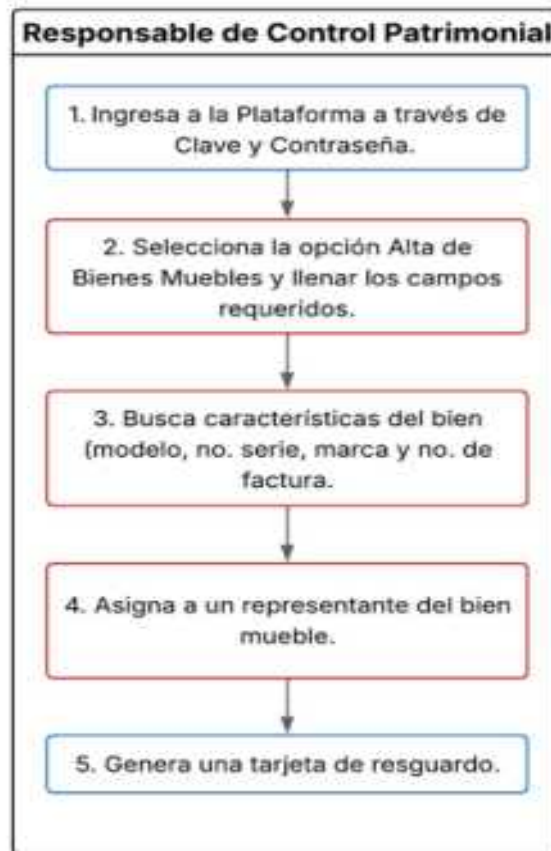 Responsable de Control Patrimonial
1. Ingresa a la Plataforma a través de
Clave y Contraseña.
2. Selecciona la opción Alta de
Bienes Muebles y llenar los campos
requeridos.
3. Busca características del bien
(modelo, no. serie, marca y no. de
factura.
4. Asigna a un representante del bien
mueble.
5. Genera una tarjeta de resguardo.